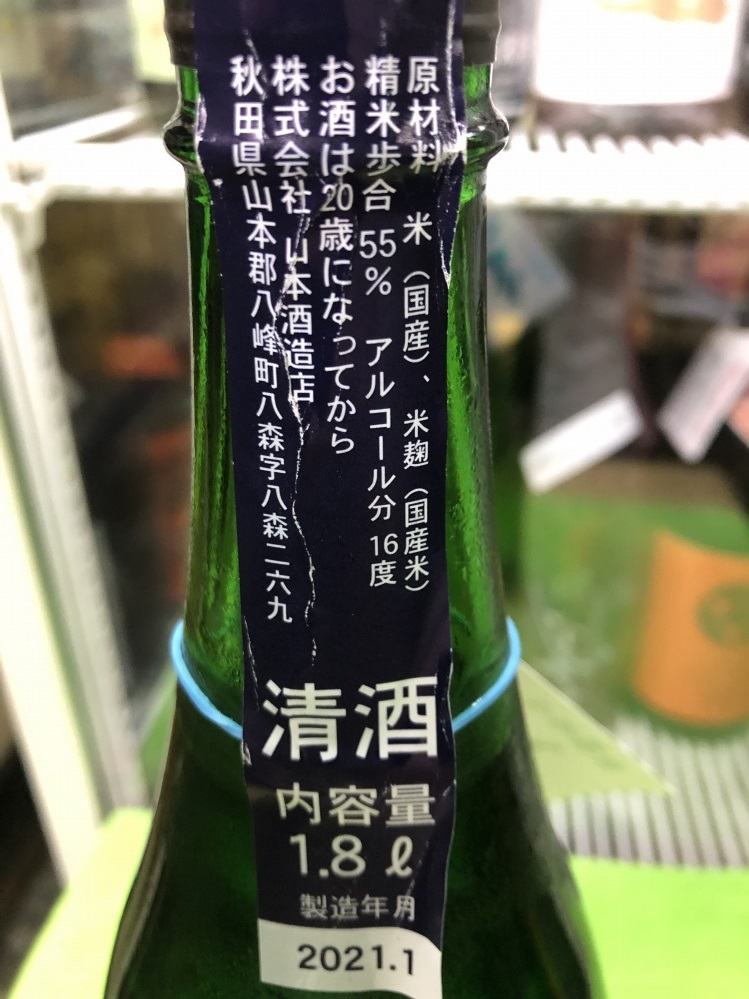 原材料　米（国産）、米麹（国産米）
精米歩合　55%　アルコール分 16度
お酒は20歳になってから
株式会社　山本酒造店
秋田県山本郡八峰町八森字八森二六九
清酒
内容量
1.8ℓ
製造年月
2021.1